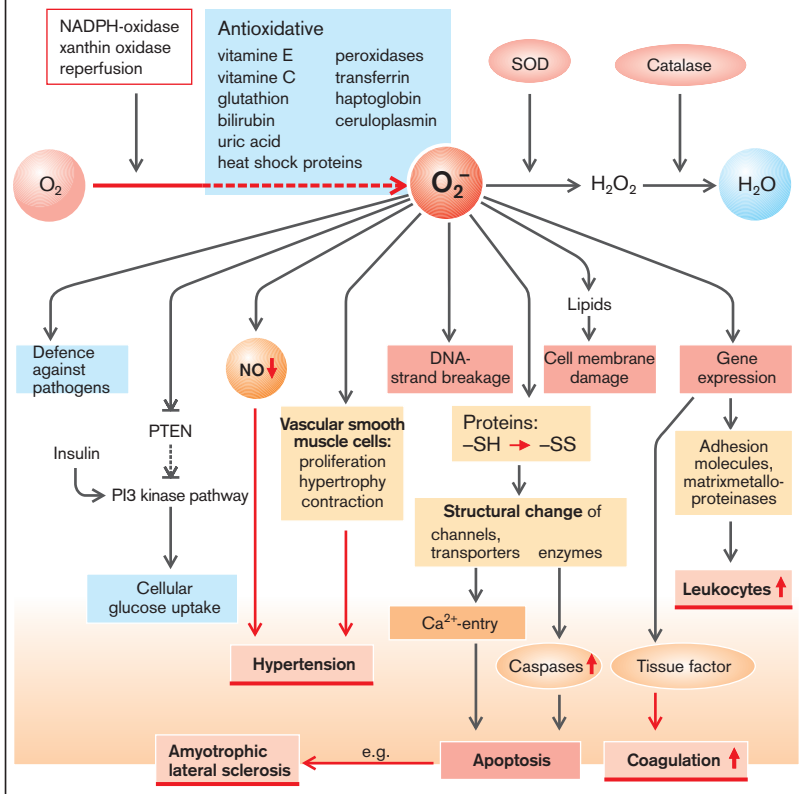 NADPH-oxidase
xanthin oxidase
reperfusion
Antioxidative
vitamine E
vitamine C
glutathion
bilirubin
uric acid
heat shock proteins
peroxidases
transferrin
haptoglobin
ceruloplasmin
SOD
Catalase
O₂
O₂⁻
H₂O₂
H₂O
Defence
against
pathogens
PTEN
Insulin
PI3 kinase pathway
Cellular
glucose uptake
NO
Vascular smooth
muscle cells:
proliferation
hypertrophy
contraction
Hypertension
DNA-
strand breakage
Lipids
Cell membrane
damage
Proteins:
–SH → –SS
Structural change of
channels,
transporters enzymes
Ca²⁺-entry
Caspases
Gene
expression
Adhesion
molecules,
matrixmetallo-
proteinases
Leukocytes
Tissue factor
Amyotrophic
lateral sclerosis
e.g.
Apoptosis
Coagulation